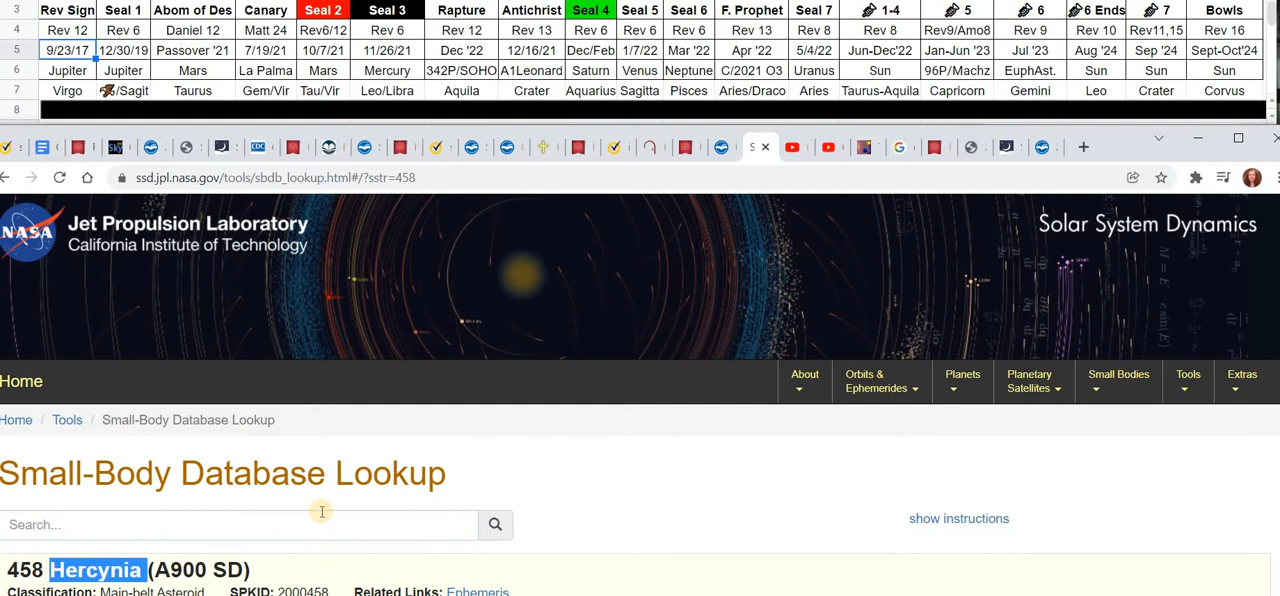 3 Rev Sign Seal 1 Abom of Des Canary Seal 2 Seal 3 Rapture Antichrist Seal 4 Seal 5 Seal 6 F. Prophet Seal 7 1-4 5 6 6 Ends 7 Bowls
4 Rev 12 Rev 6 Daniel 12 Matt 24 Rev6/12 Rev 6 Rev 12 Rev 13 Rev 6 Rev 6 Rev 6 Rev 13 Rev 8 Rev 8 Rev9/Amo8 Rev 9 Rev 10 Rev11,15 Rev 16
5 9/23/17 12/30/19 Passover '21 7/19/21 10/7/21 11/26/21 Dec '22 12/16/21 Dec/Feb 1/7/22 Mar '22 Apr '22 5/4/22 Jun-Dec'22 Jan-Jun '23 Jul '23 Aug '24 Sep '24 Sept-Oct'24
6 Jupiter Jupiter Mars La Palma Mars Mercury 342P/SOHO A1Leonard Saturn Venus Neptune C/2021 O3 Uranus Sun 96P/Machz EuphAst. Sun Sun Sun
7 Virgo /Sagit Taurus Gem/Vir Tau/Vir Leo/Libra Aquila Crater Aquarius Sagitta Pisces Aries/Draco Aries Taurus-Aquila Capricorn Gemini Leo Crater Corvus
8
ssd.jpl.nasa.gov/tools/sbdb_lookup.html#/?sstr=458
NASA Jet Propulsion Laboratory Solar System Dynamics
California Institute of Technology
Home About Orbits & Ephemerides Planets Planetary Satellites Small Bodies Tools Extras
Home / Tools / Small-Body Database Lookup
Small-Body Database Lookup
Search... show instructions
458 Hercynia (A900 SD)
Classification: Main-belt Asteroid SPKID: 2000458 Related Links: Ephemeris